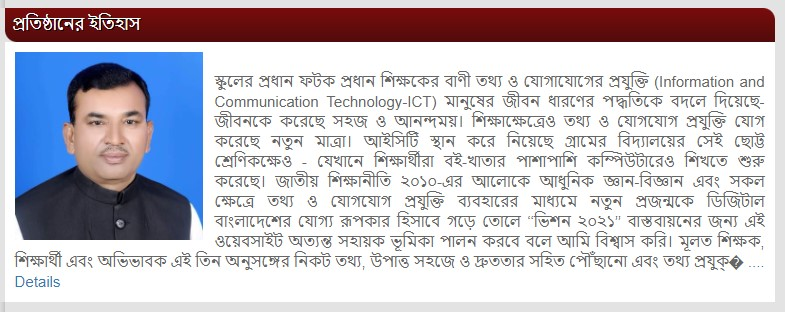 প্রতিষ্ঠানের ইতিহাস
স্কুলের প্রধান ফটক প্রধান শিক্ষকের বাণী তথ্য ও যোগাযোগের প্রযুক্তি (Information and
Communication Technology-ICT) মানুষের জীবন ধারণের পদ্ধতিকে বদলে দিয়েছে-
জীবনকে করেছে সহজ ও আনন্দময়। শিক্ষাক্ষেত্রেও তথ্য ও যোগযোগ প্রযুক্তি যোগ
করেছে নতুন মাত্রা। আইসিটি স্থান করে নিয়েছে গ্রামের বিদ্যালয়ের সেই ছোট্ট
শ্রেণিকক্ষেও - যেখানে শিক্ষার্থীরা বই-খাতার পাশাপাশি কম্পিউটারেও শিখতে শুরু
করেছে। জাতীয় শিক্ষানীতি ২০১০-এর আলোকে আধুনিক জ্ঞান-বিজ্ঞান এবং সকল
ক্ষেত্রে তথ্য ও যোগযোগ প্রযুক্তি ব্যবহারের মাধ্যমে নতুন প্রজন্মকে ডিজিটাল
বাংলাদেশের যোগ্য রূপকার হিসাবে গড়ে তোলে “ভিশন ২০২১” বাস্তবায়নের জন্য এই
ওয়েবসাইট অত্যন্ত সহায়ক ভূমিকা পালন করবে বলে আমি বিশ্বাস করি। মূলত শিক্ষক,
শিক্ষার্থী এবং অভিভাবক এই তিন অনুসঙ্গের নিকট তথ্য, উপাত্ত সহজে ও দ্রুততার সহিত পৌঁছানো এবং তথ্য প্রযুক্� ....
Details